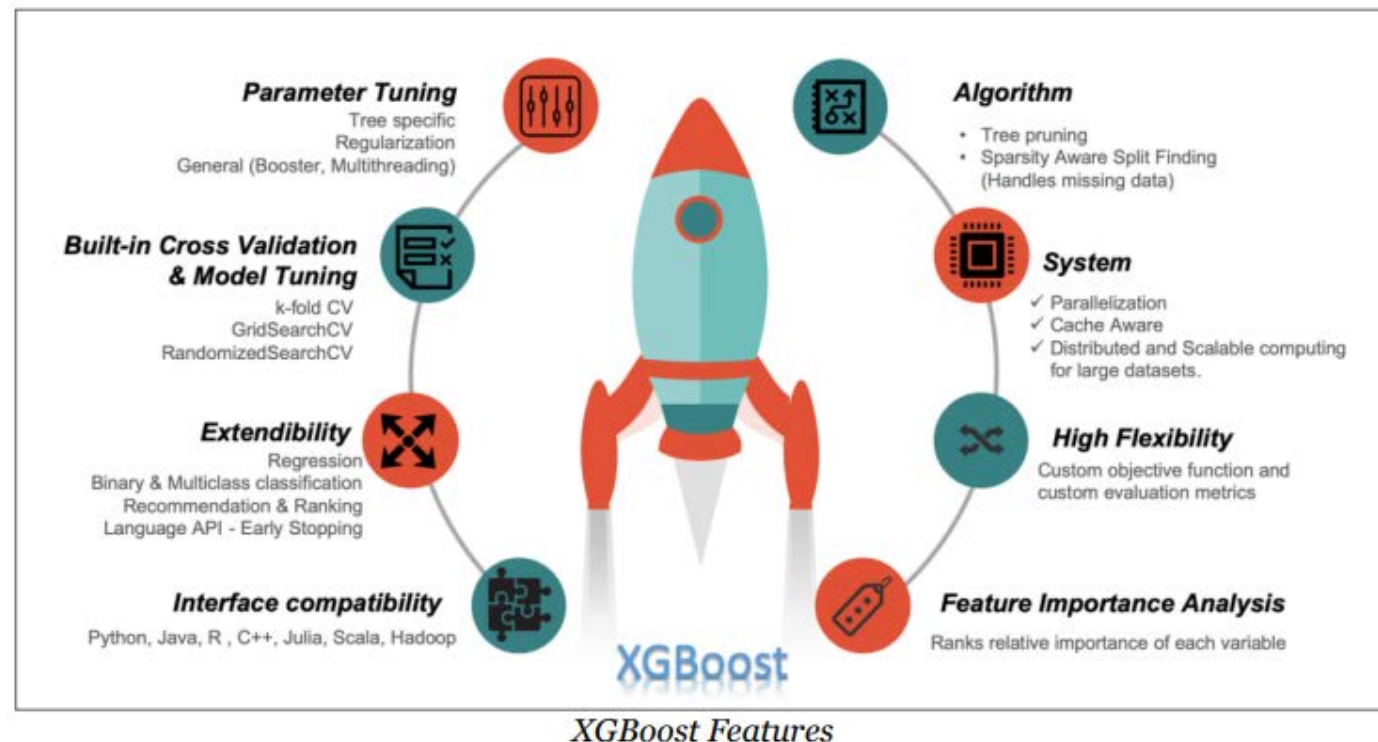 Parameter Tuning
Tree specific
Regularization
General (Booster, Multithreading)
Built-in Cross Validation
& Model Tuning
k-fold CV
GridSearchCV
RandomizedSearchCV
Extendibility
Regression
Binary & Multiclass classification
Recommendation & Ranking
Language API - Early Stopping
Interface compatibility
Python, Java, R , C++, Julia, Scala, Hadoop
Algorithm
• Tree pruning
• Sparsity Aware Split Finding
(Handles missing data)
System
✓ Parallelization
✓ Cache Aware
✓ Distributed and Scalable computing
for large datasets.
High Flexibility
Custom objective function and
custom evaluation metrics
Feature Importance Analysis
Ranks relative importance of each variable
XGBoost
XGBoost Features